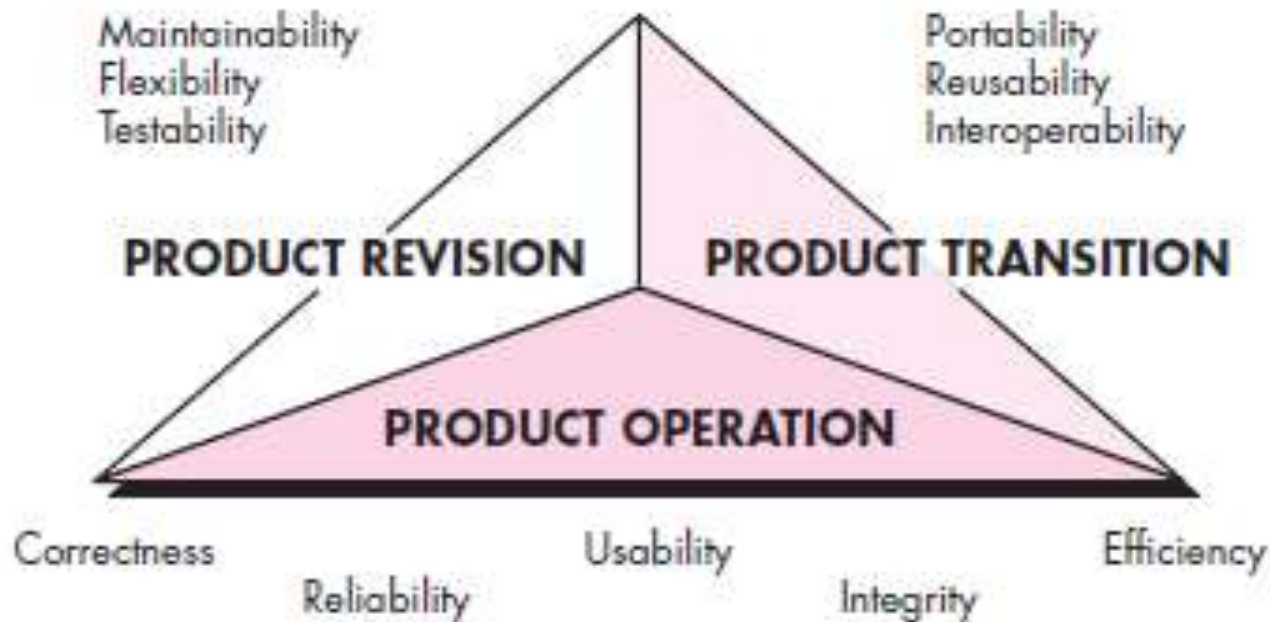 Maintainability
Flexibility
Testability
Portability
Reusability
Interoperability
PRODUCT REVISION
PRODUCT TRANSITION
PRODUCT OPERATION
Correctness
Usability
Efficiency
Reliability
Integrity